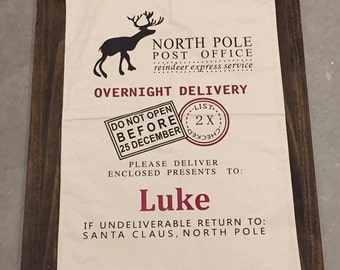 NORTH POLE
POST OFFICE
reindeer express service
OVERNIGHT DELIVERY
DO NOT OPEN
BEFORE
25 DECEMBER
LIST
2X
CHECKED
PLEASE DELIVER
ENCLOSED PRESENTS TO:
Luke
IF UNDELIVERABLE RETURN TO:
SANTA CLAUS, NORTH POLE